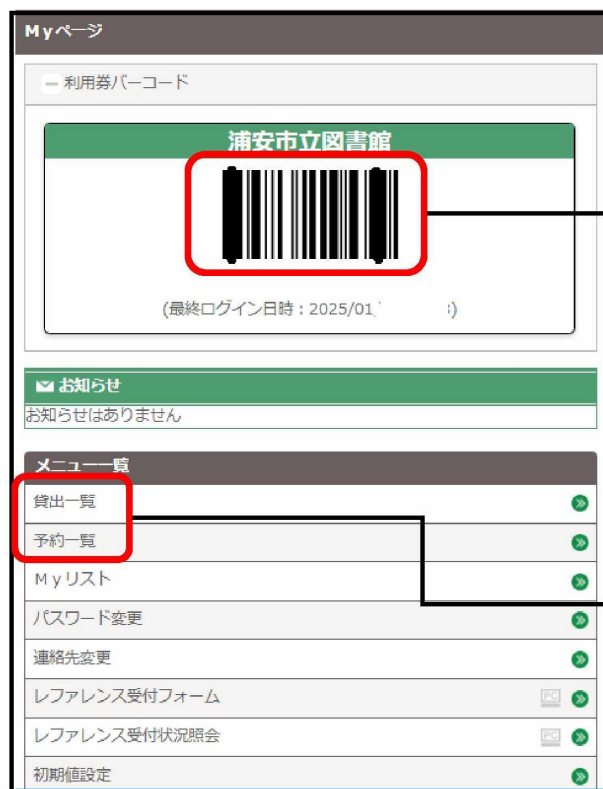 Myページ
利用券バーコード
浦安市立図書館
(最終ログイン日時：2025/01
お知らせ
お知らせはありません
メニュー一覧
貸出一覧
予約一覧
Myリスト
パスワード変更
連絡先変更
レファレンス受付フォーム PC
レファレンス受付状況照会 PC
初期値設定